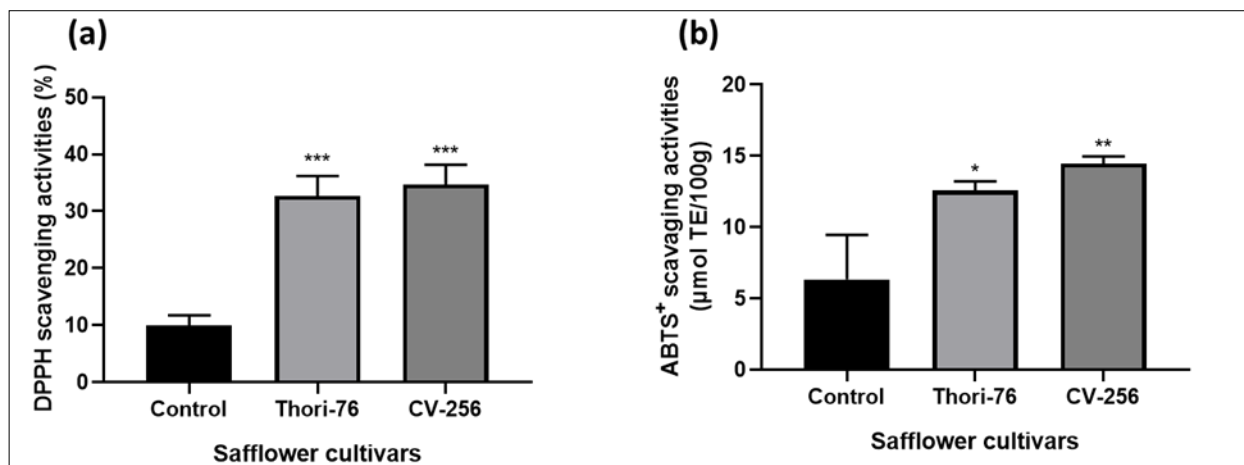 (a)
DPPH scavenging activities (%)
50
40
30
20
10
0
***
***
Control
Thori-76
CV-256
Safflower cultivars
(b)
ABTS⁺ scavaging activities
(µmol TE/100g)
20
15
10
5
0
*
**
Control
Thori-76
CV-256
Safflower cultivars